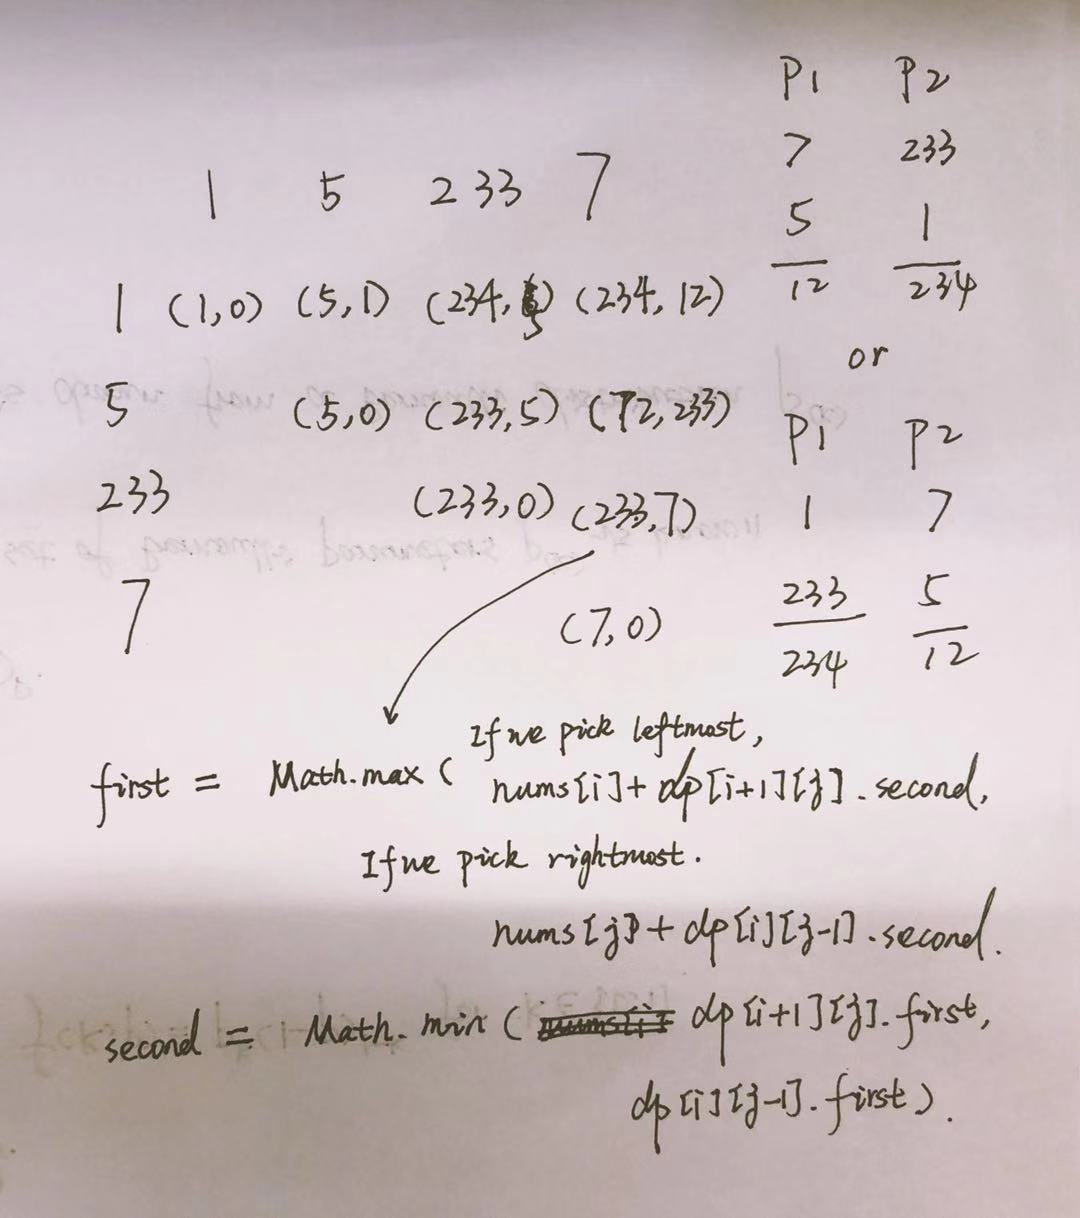 P1 P2
7 233
5 1
12 234
or
P1 P2
1 7
233 5
234 12
1 5 233 7
1 (1,0) (5,1) (234,5) (234,12)
5 (5,0) (233,5) (12,233)
233 (233,0) (233,7)
7 (7,0)
If we pick leftmost,
first = Math.max ( nums[i] + dp[i+1][j].second,
If we pick rightmost.
nums[j] + dp[i][j-1].second.
second = Math.min ( dp[i+1][j].first,
dp[i][j-1].first).